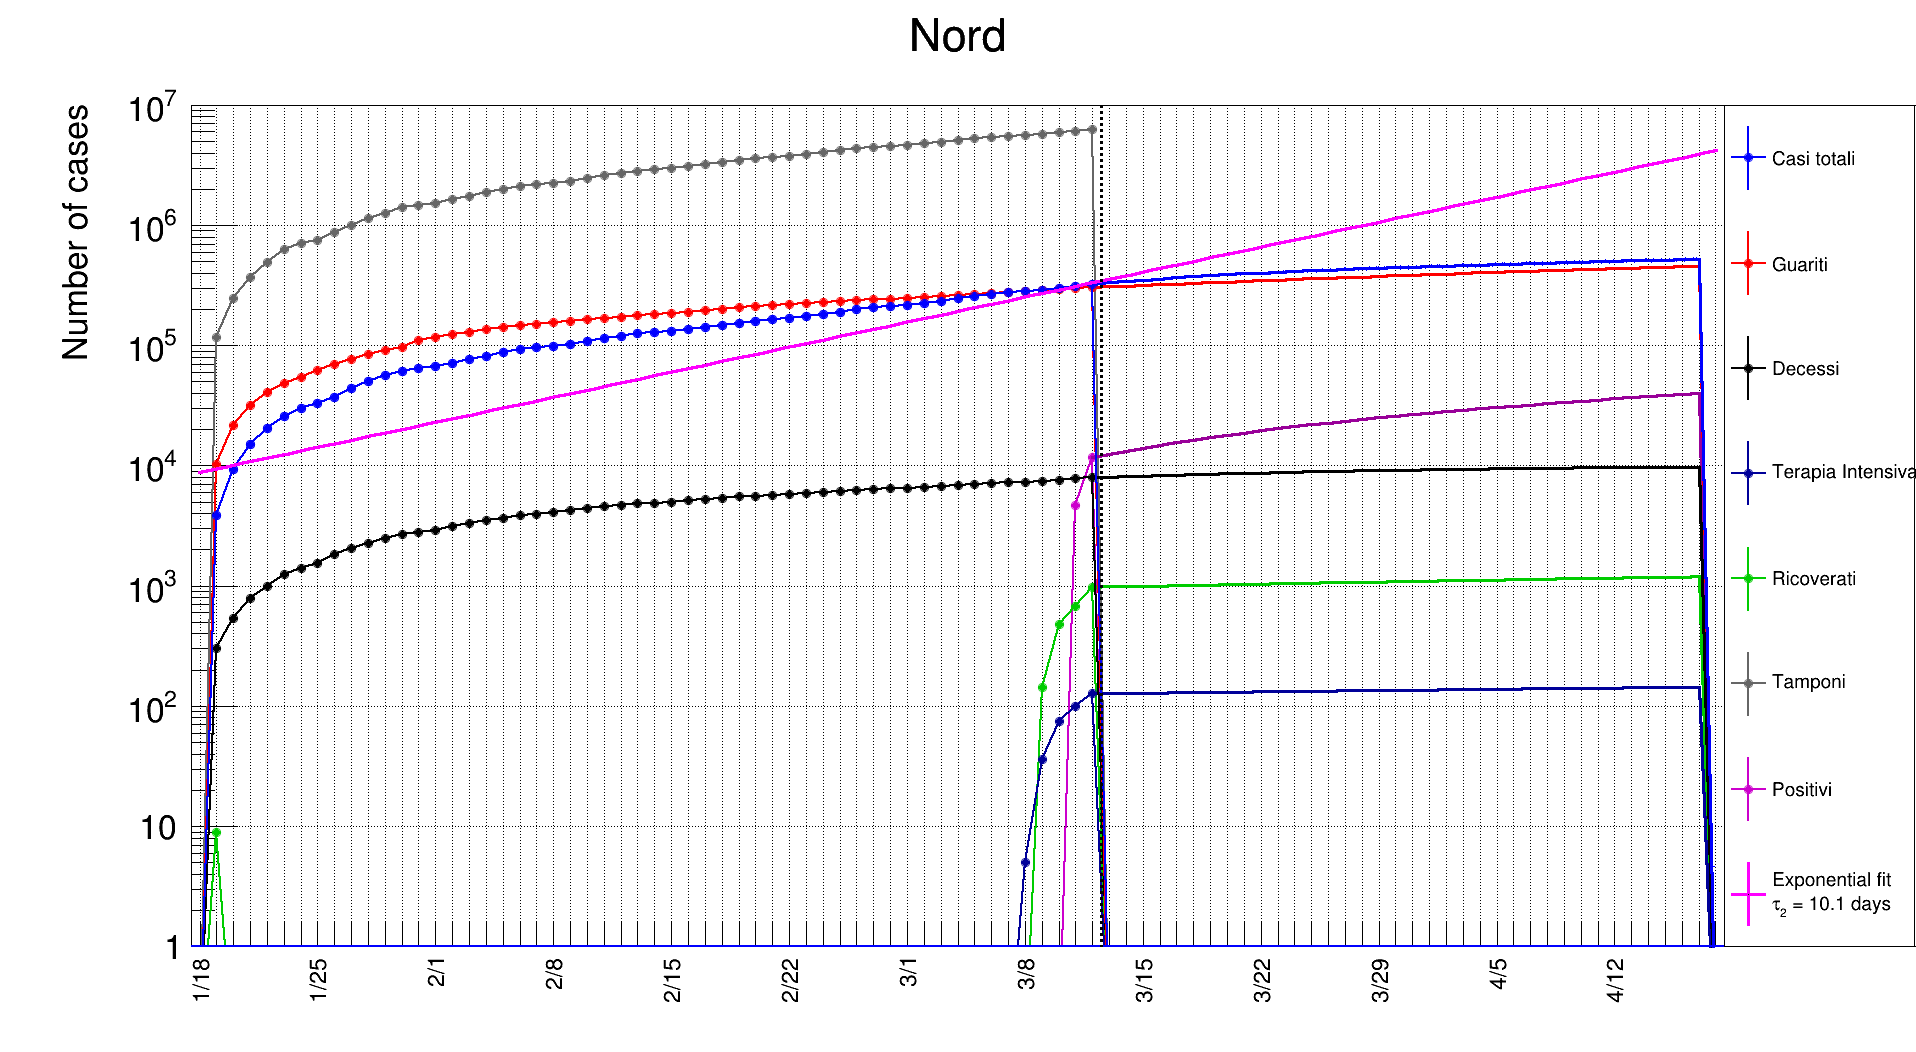 Nord
Number of cases
10^7
10^6
10^5
10^4
10^3
10^2
10
1
1/18
1/25
2/1
2/8
2/15
2/22
3/1
3/8
3/15
3/22
3/29
4/5
4/12
Casi totali
Guariti
Decessi
Terapia Intensiva
Ricoverati
Tamponi
Positivi
Exponential fit
τ₂ = 10.1 days